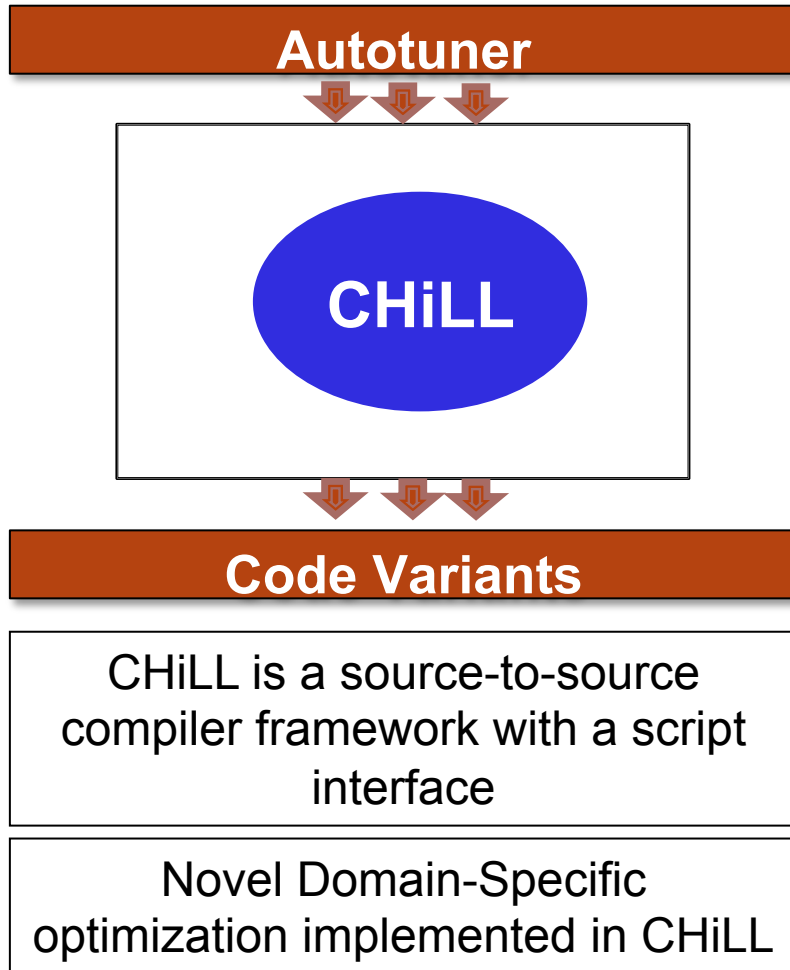 Autotuner
CHiLL
Code Variants
CHiLL is a source-to-source
compiler framework with a script
interface
Novel Domain-Specific
optimization implemented in CHiLL